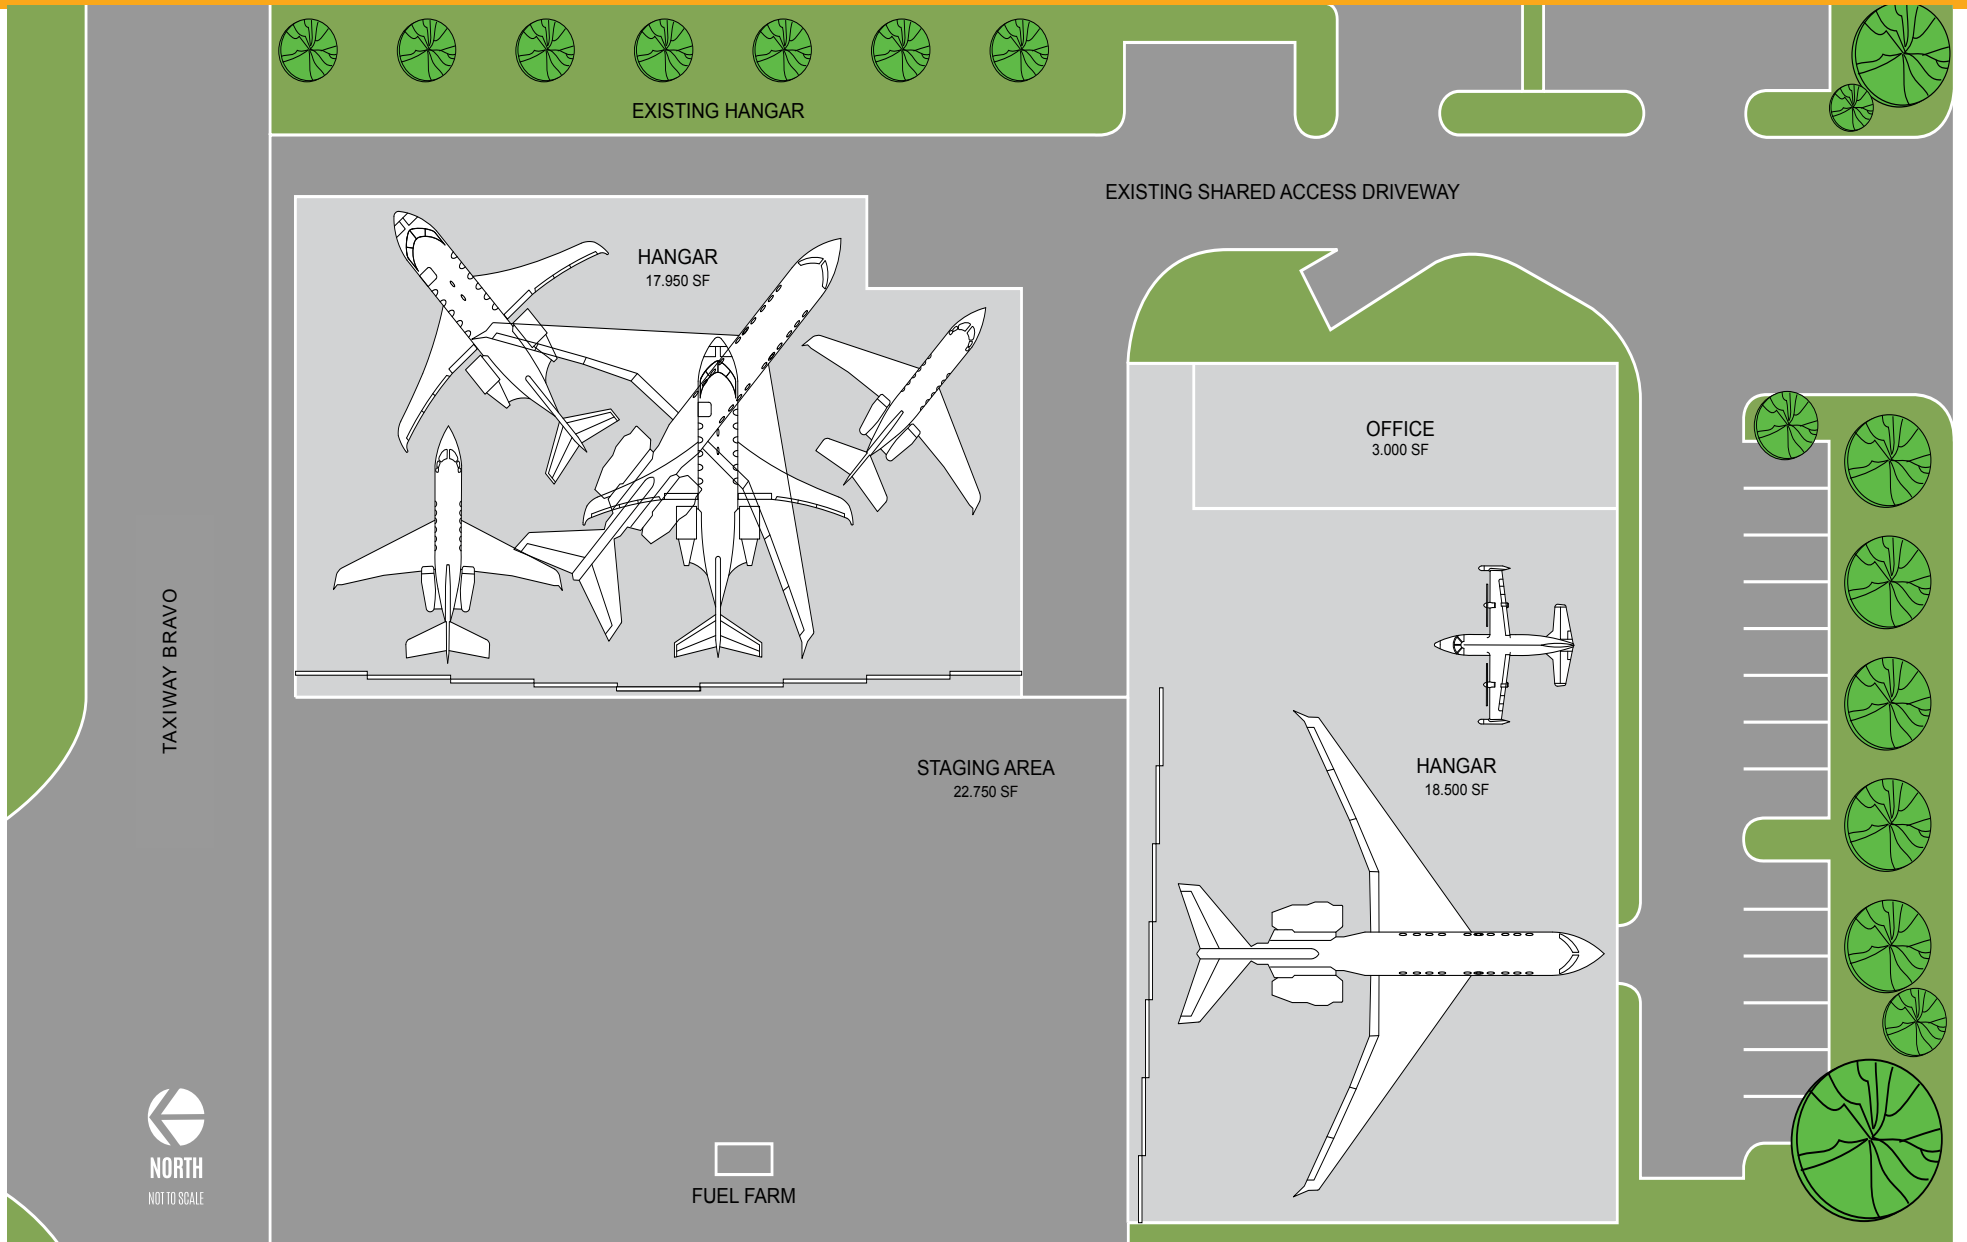 EXISTING HANGAR
EXISTING SHARED ACCESS DRIVEWAY
HANGAR
17.950 SF
OFFICE
3.000 SF
TAXIWAY BRAVO
STAGING AREA
22.750 SF
HANGAR
18.500 SF
NORTH
NOT TO SCALE
FUEL FARM